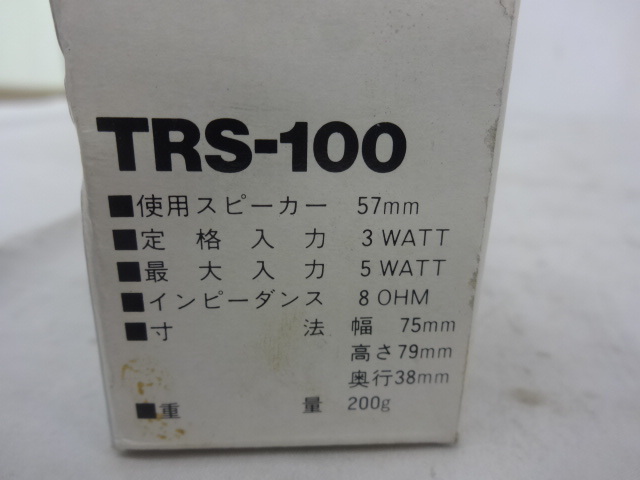 TRS-100
■使用スピーカー 57mm
■定格入力 3 WATT
■最大入力 5 WATT
■インピーダンス 8 OHM
■寸法 幅 75mm
高さ79mm
奥行38mm
■重量 200g